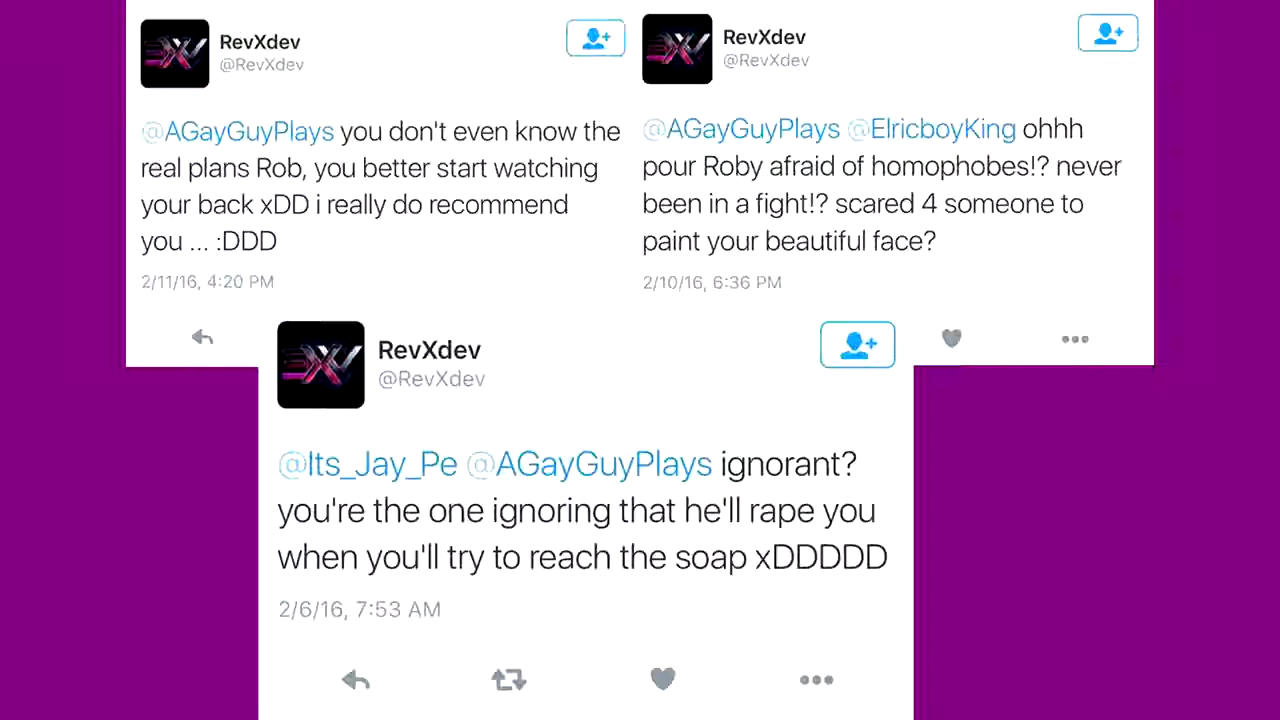 RevXdev
@RevXdev
@AGayGuyPlays you don't even know the
real plans Rob, you better start watching
your back xDD i really do recommend
you ... :DDD
2/11/16, 4:20 PM
RevXdev
@RevXdev
@AGayGuyPlays @ElricboyKing ohhh
pour Roby afraid of homophobes!? never
been in a fight!? scared 4 someone to
paint your beautiful face?
2/10/16, 6:36 PM
RevXdev
@RevXdev
@Its_Jay_Pe @AGayGuyPlays ignorant?
you're the one ignoring that he'll rape you
when you'll try to reach the soap xDDDDD
2/6/16, 7:53 AM